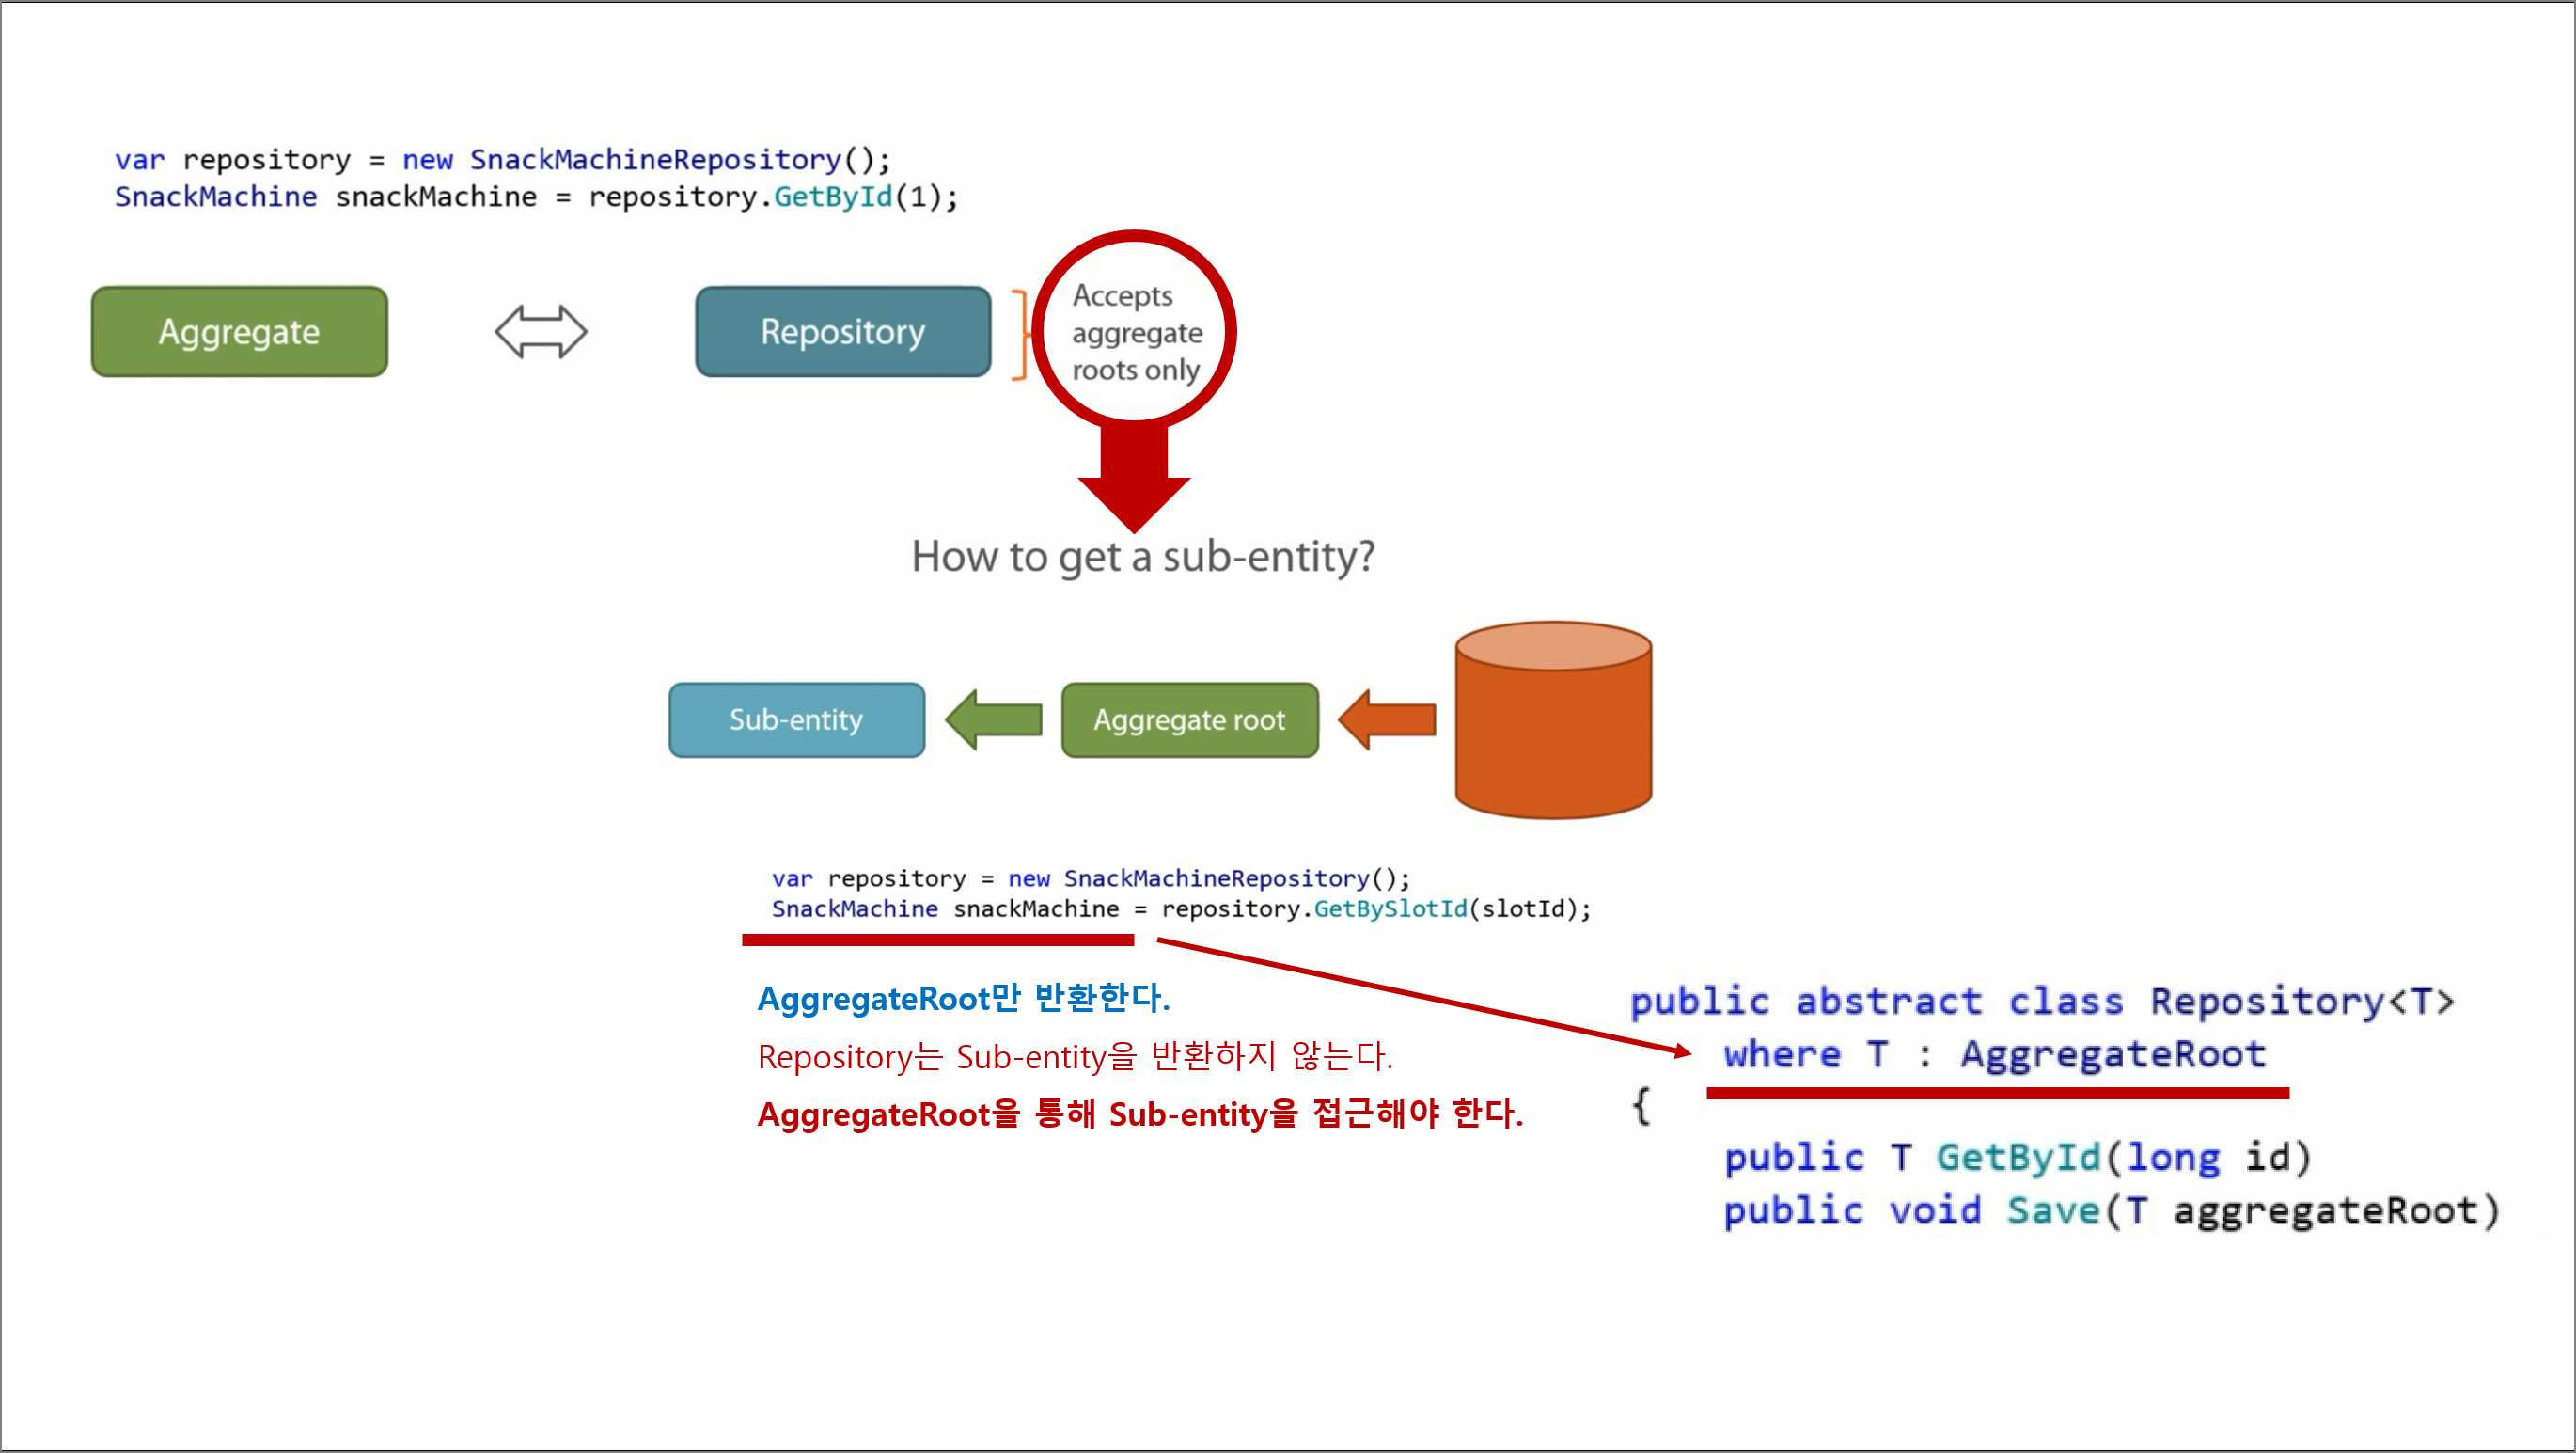 var repository = new SnackMachineRepository();
SnackMachine snackMachine = repository.GetById(1);
Aggregate
Repository
Accepts
aggregate
roots only
How to get a sub-entity?
Sub-entity
Aggregate root
var repository = new SnackMachineRepository();
SnackMachine snackMachine = repository.GetBySlotId(slotId);
AggregateRoot만 반환한다.
Repository는 Sub-entity을 반환하지 않는다.
AggregateRoot을 통해 Sub-entity을 접근해야 한다.
public abstract class Repository<T>
where T : AggregateRoot
{
public T GetById(long id)
public void Save(T aggregateRoot)